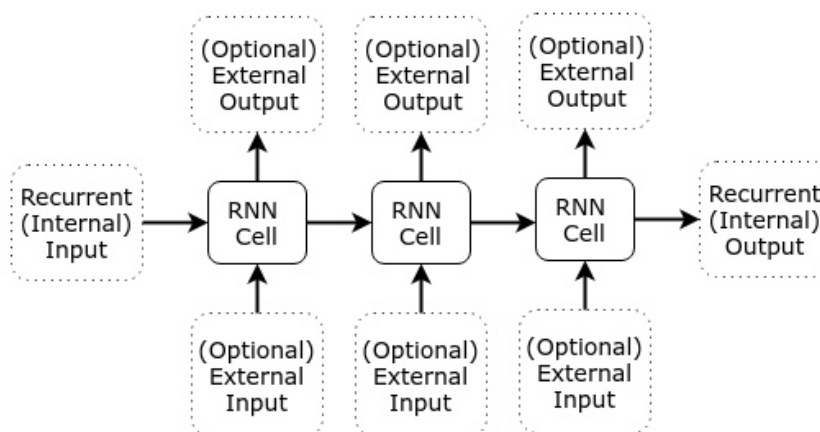 (Optional)
External
Output
(Optional)
External
Output
(Optional)
External
Output
Recurrent
(Internal)
Input
RNN
Cell
RNN
Cell
RNN
Cell
Recurrent
(Internal)
Output
(Optional)
External
Input
(Optional)
External
Input
(Optional)
External
Input